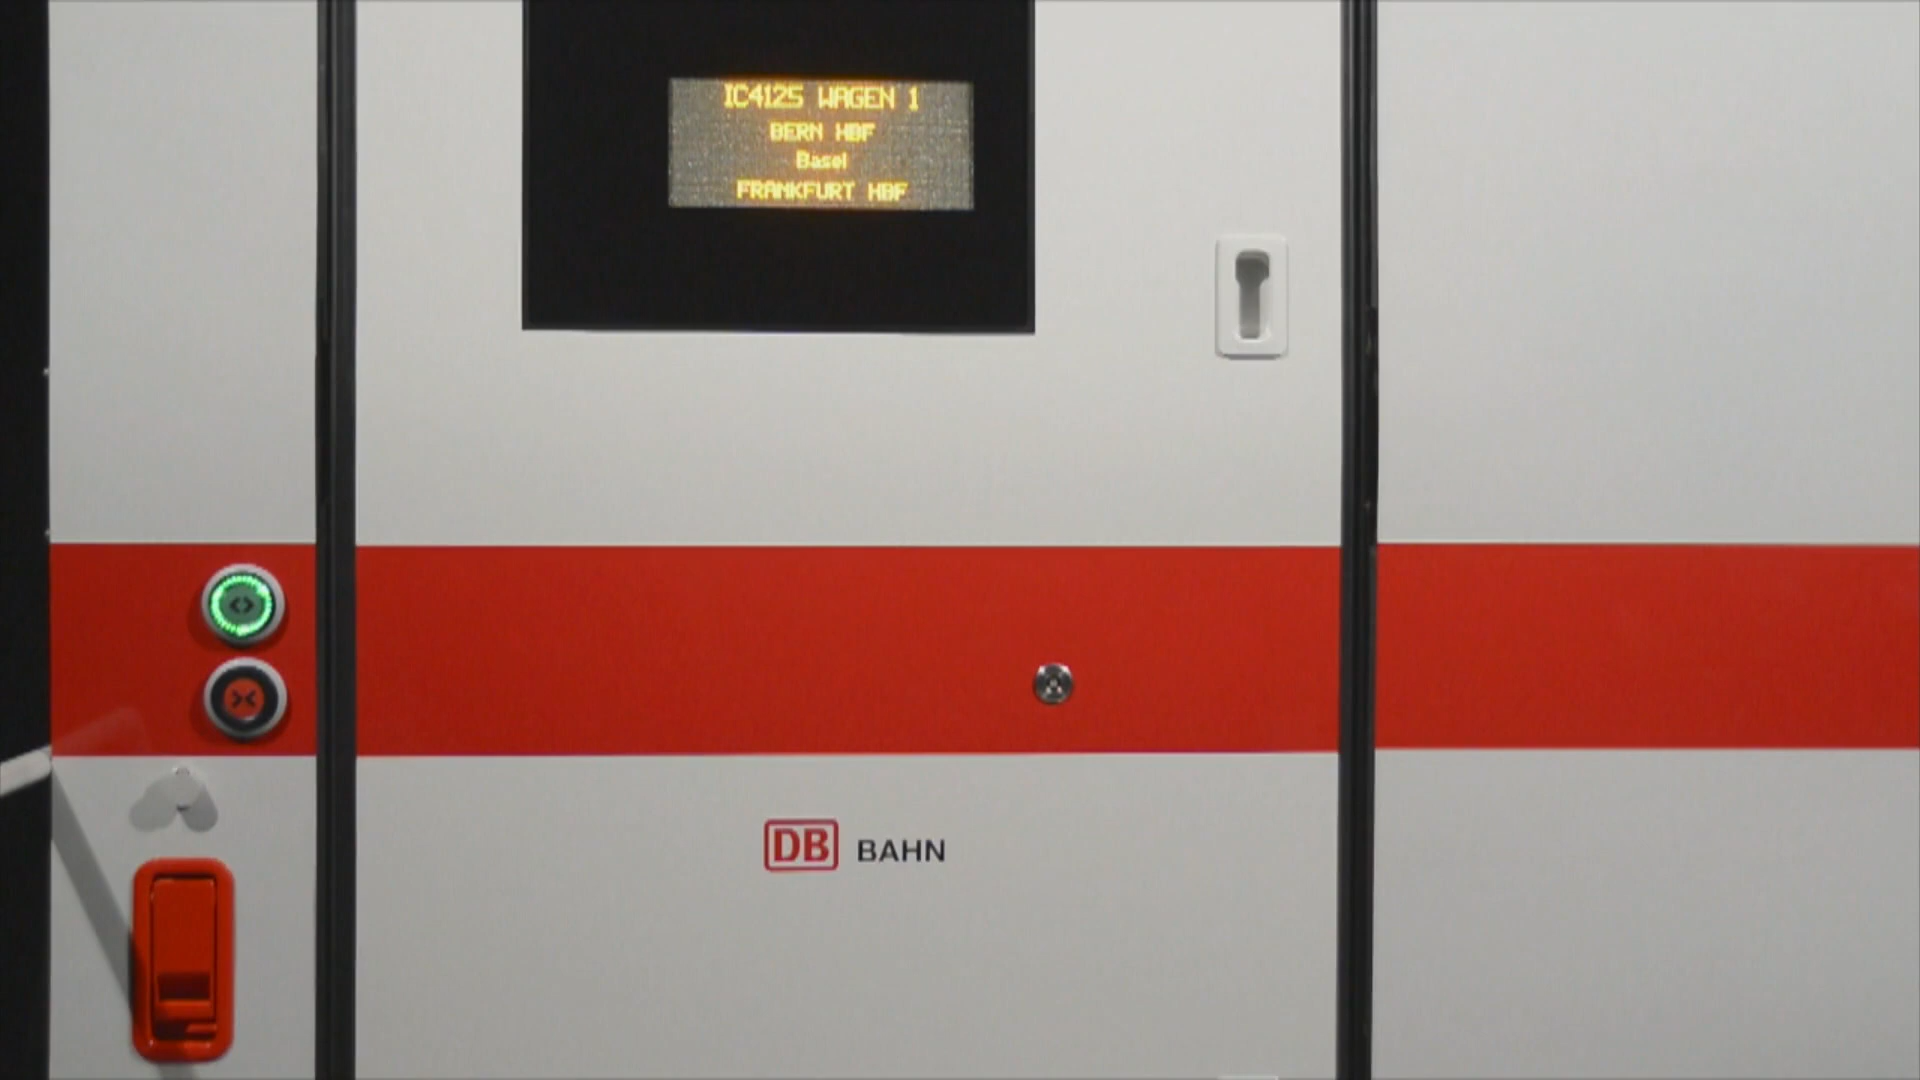 IC4125 WAGEN 1
BERN HBF
Basel
FRANKFURT HBF
DB BAHN